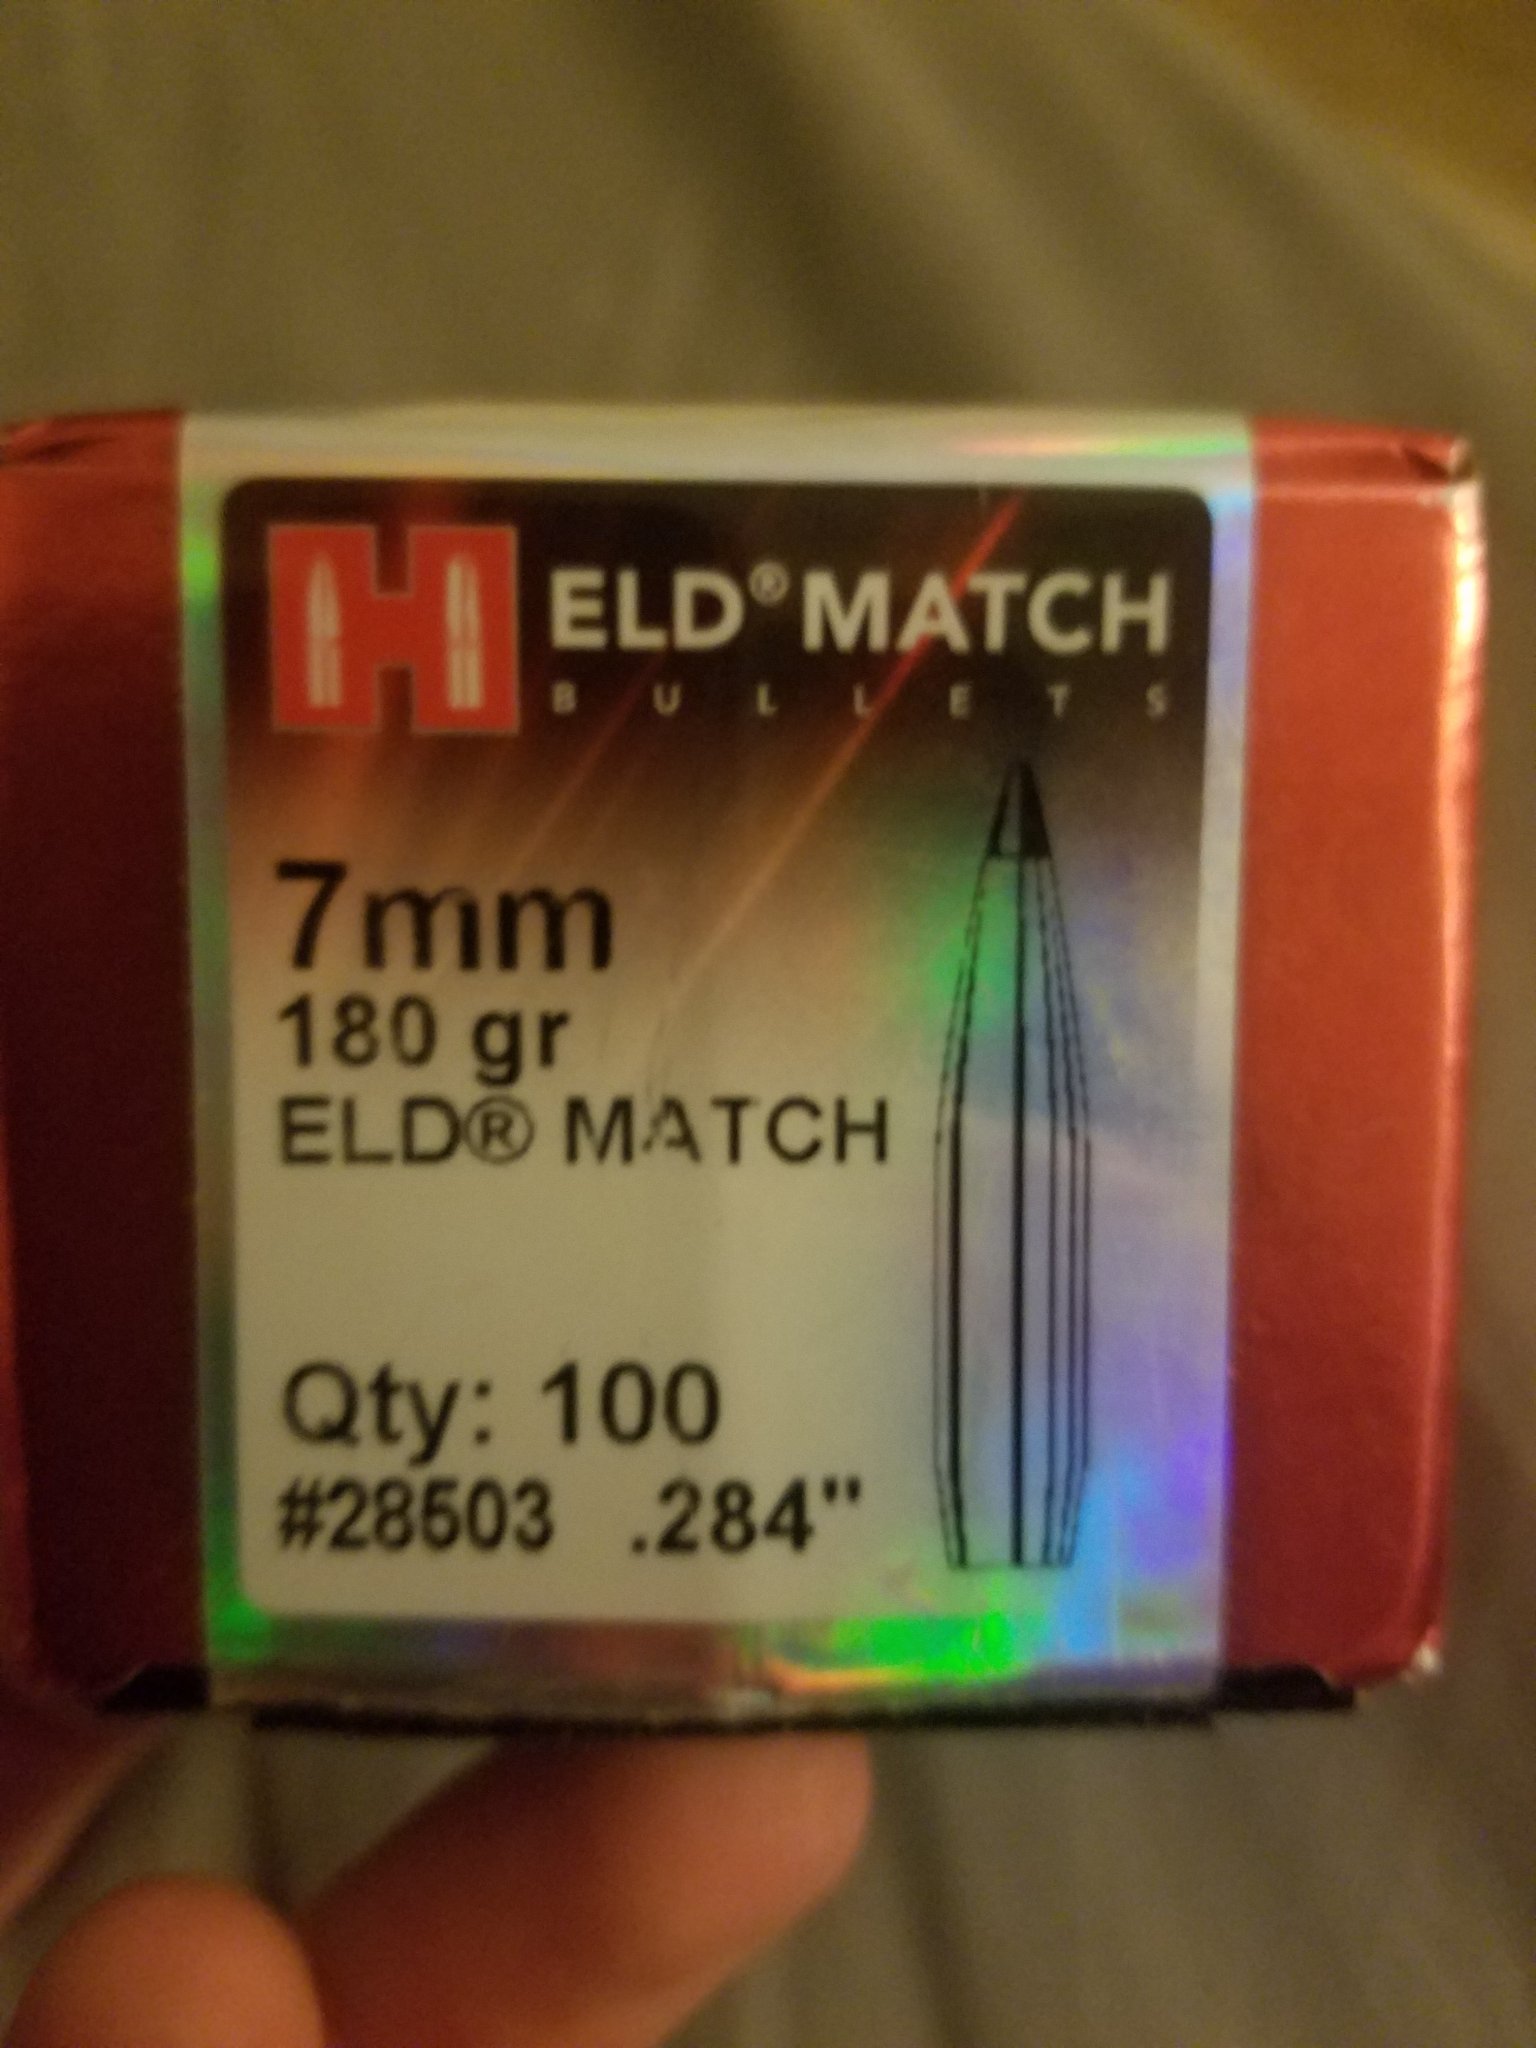 H ELD® MATCH
BULLETS
7mm
180 gr
ELD® MATCH
Qty: 100
#28503 .284"